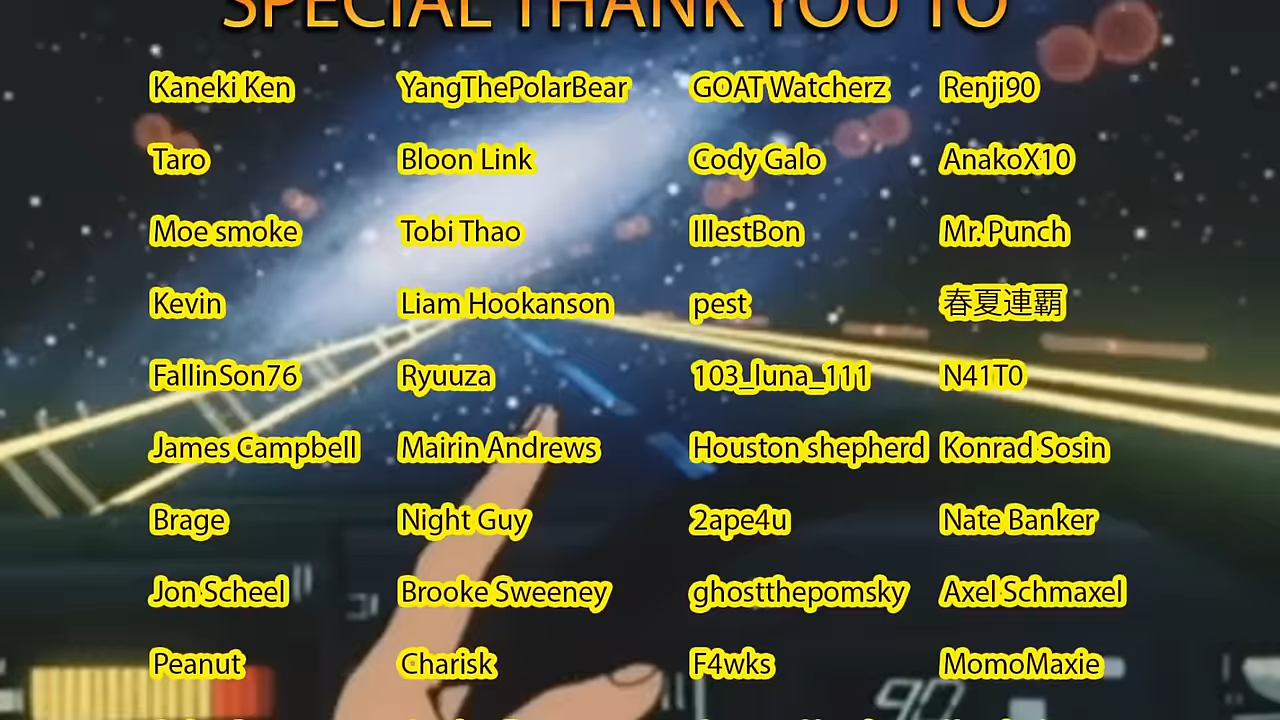 SPECIAL THANK YOU TO
Kaneki Ken YangThePolarBear GOAT Watcherz Renji90
Taro Bloon Link Cody Galo AnakoX10
Moe smoke Tobi Thao IllestBon Mr. Punch
Kevin Liam Hookanson pest 春夏連覇
FallinSon76 Ryuuza 103_luna_111 N41T0
James Campbell Mairin Andrews Houston shepherd Konrad Sosin
Brage Night Guy 2ape4u Nate Banker
Jon Scheel Brooke Sweeney ghostthepomsky Axel Schmaxel
Peanut Charisk F4wks MomoMaxie
90